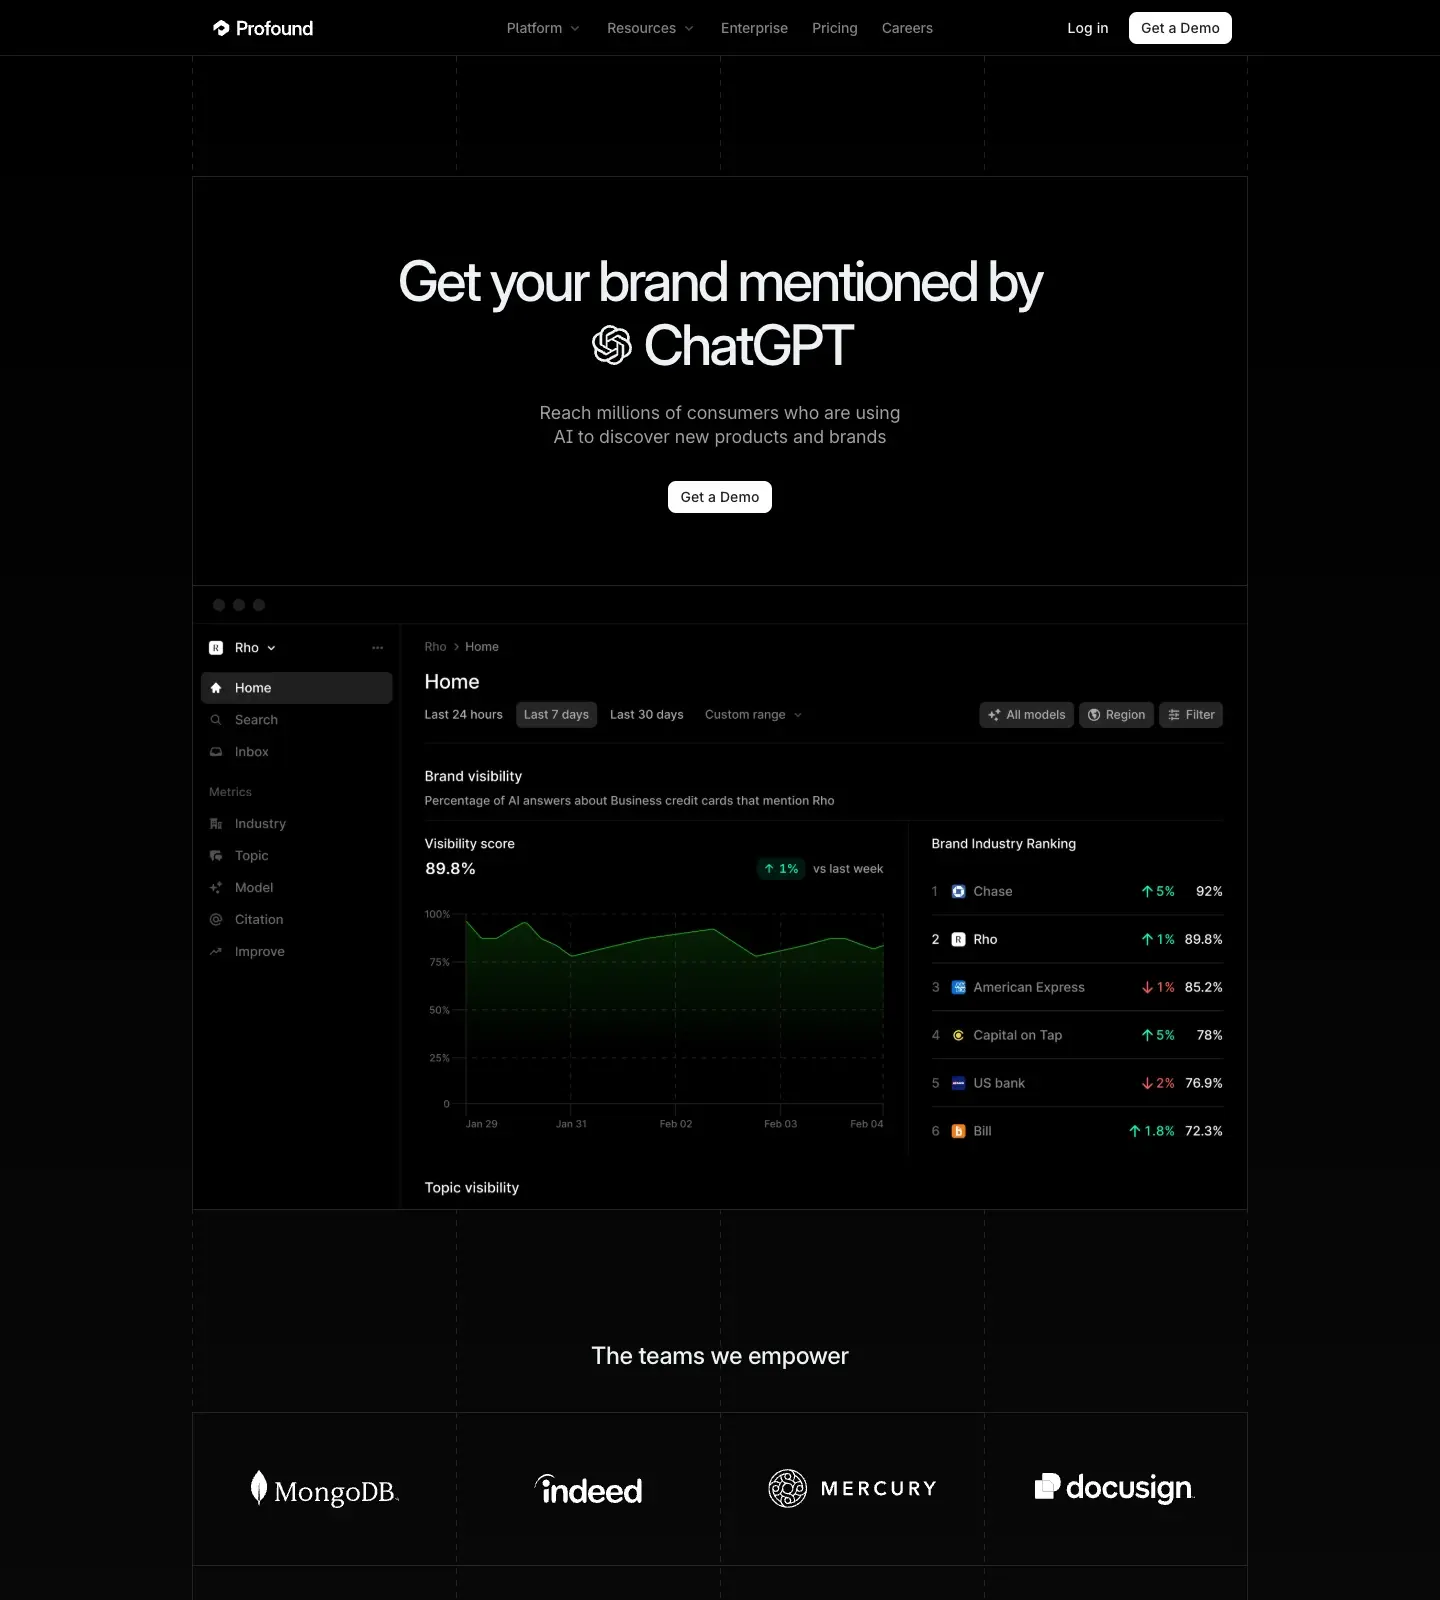 Profound
Platform
Resources
Enterprise
Pricing
Careers
Log in
Get a Demo
Get your brand mentioned by
ChatGPT
Reach millions of consumers who are using
AI to discover new products and brands
Get a Demo
R Rho
Home
Search
Inbox
Metrics
Industry
Topic
Model
Citation
Improve
Rho > Home
Home
Last 24 hours
Last 7 days
Last 30 days
Custom range
All models
Region
Filter
Brand visibility
Percentage of AI answers about Business credit cards that mention Rho
Visibility score
89.8%
↑ 1% vs last week
100%
75%
50%
25%
0
Jan 29
Jan 31
Feb 02
Feb 03
Feb 04
Brand Industry Ranking
1 Chase ↑ 5% 92%
2 R Rho ↑ 1% 89.8%
3 American Express ↓ 1% 85.2%
4 Capital on Tap ↑ 5% 78%
5 US bank ↓ 2% 76.9%
6 b Bill ↑ 1.8% 72.3%
Topic visibility
The teams we empower
MongoDB
indeed
MERCURY
docusign